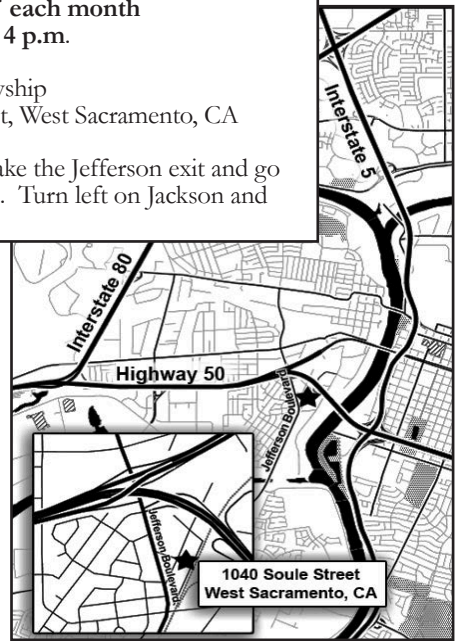 each month
4 p.m.
wship
t, West Sacramento, CA
ake the Jefferson exit and go
. Turn left on Jackson and
Interstate 5
Interstate 80
Highway 50
Jefferson Boulevard
Jefferson Boulevard
1040 Soule Street
West Sacramento, CA